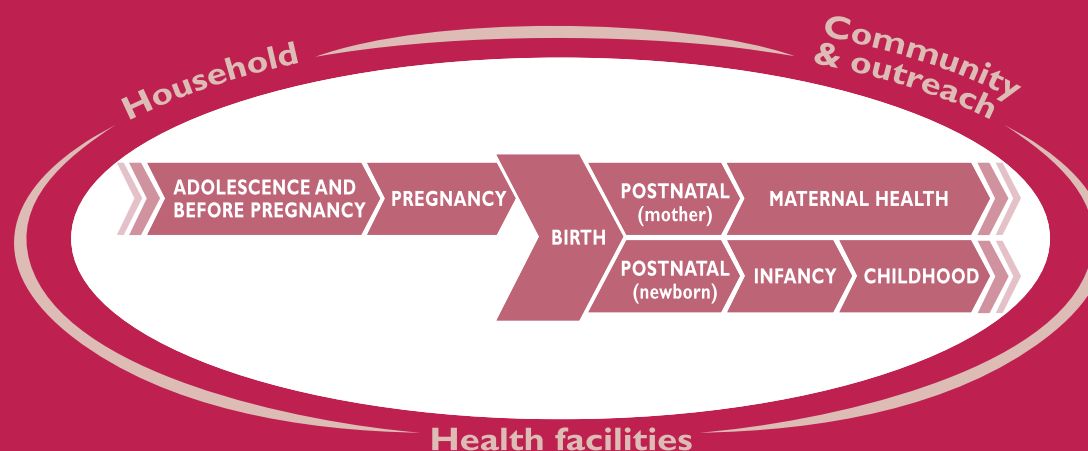 Household
Community
& outreach
ADOLESCENCE AND
BEFORE PREGNANCY
PREGNANCY
BIRTH
POSTNATAL
(mother)
MATERNAL HEALTH
POSTNATAL
(newborn)
INFANCY
CHILDHOOD
Health facilities